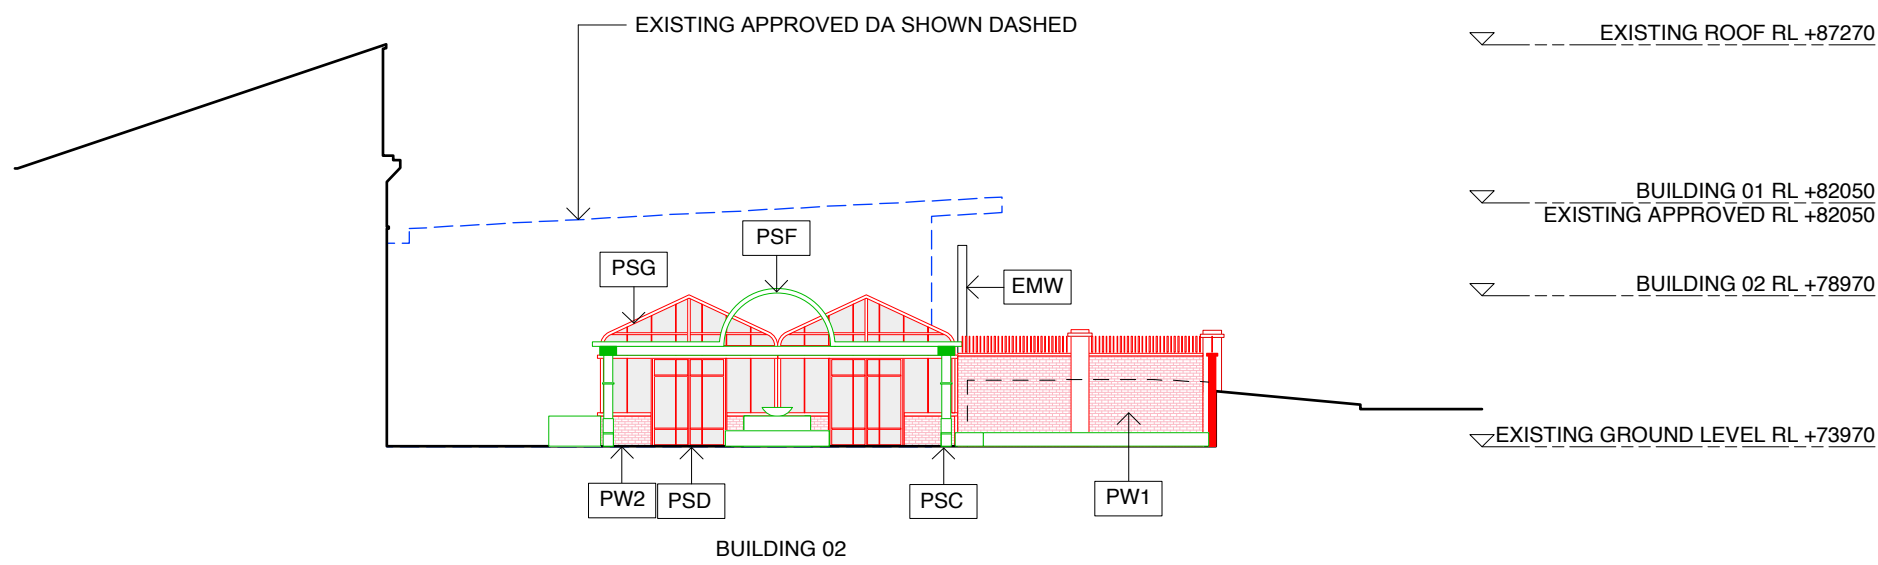 EXISTING APPROVED DA SHOWN DASHED
EXISTING ROOF RL +87270
BUILDING 01 RL +82050
EXISTING APPROVED RL +82050
PSF
PSG
EMW
BUILDING 02 RL +78970
EXISTING GROUND LEVEL RL +73970
PW2
PSD
PSC
PW1
BUILDING 02